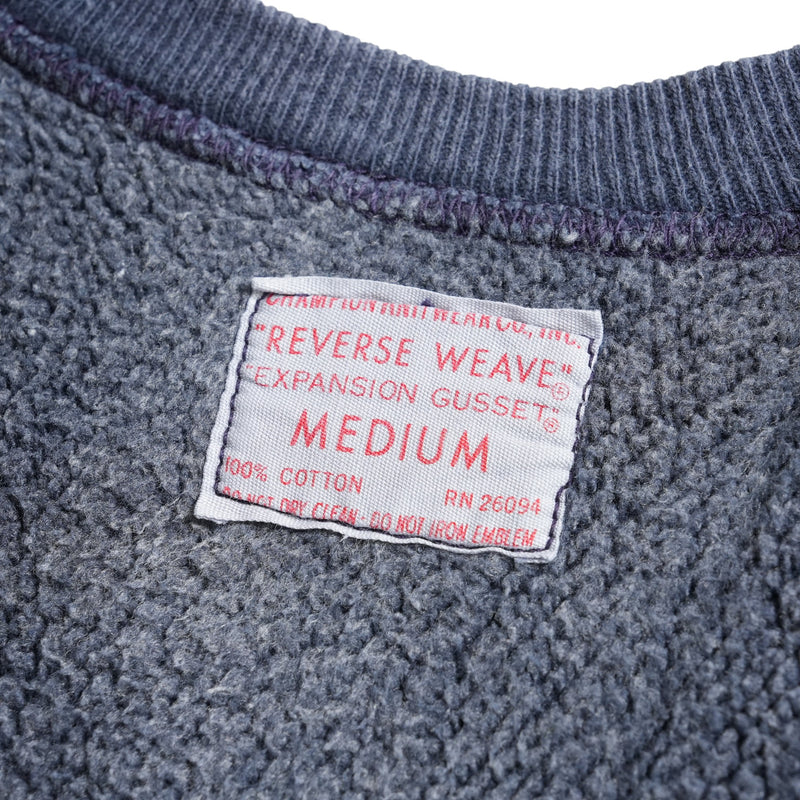 CHAMPION KNITWEAR CO., INC.
"REVERSE WEAVE"®
"EXPANSION GUSSET"®
MEDIUM
100% COTTON RN 26094
DO NOT DRY CLEAN - DO NOT IRON EMBLEM